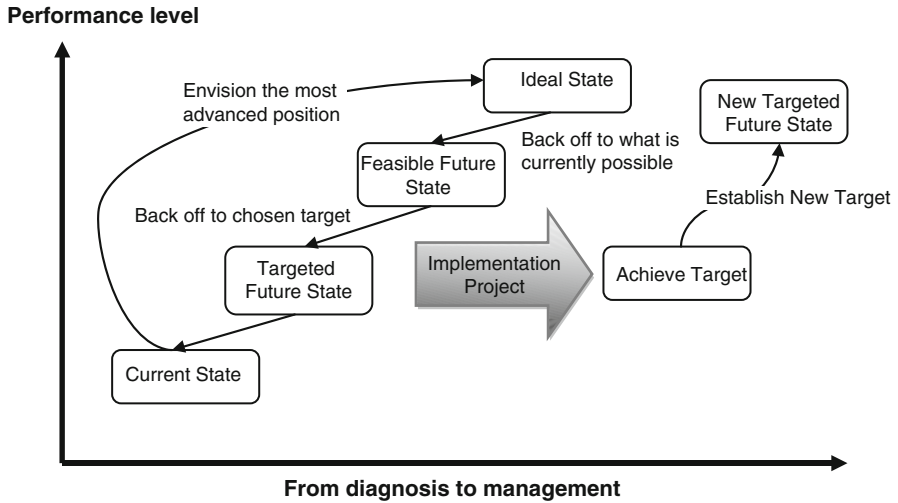 Performance level
Envision the most
advanced position
Ideal State
Back off to what is
currently possible
Feasible Future
State
Back off to chosen target
Targeted
Future State
Current State
Implementation
Project
New Targeted
Future State
Establish New Target
Achieve Target
From diagnosis to management